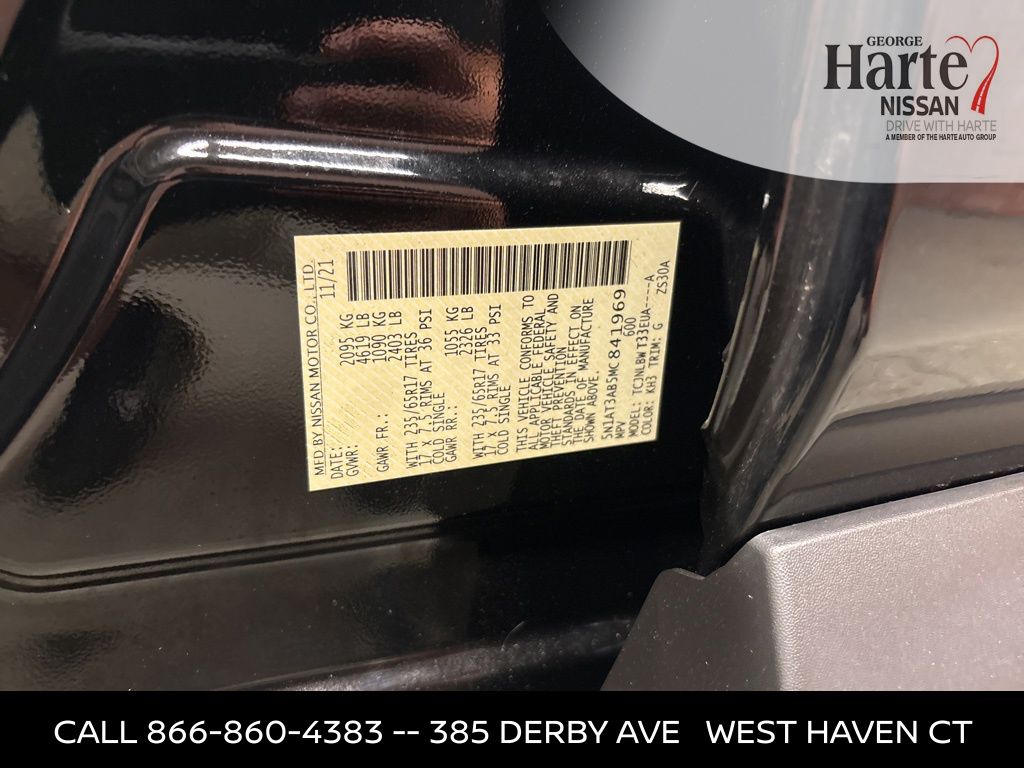 GEORGE
Harte
NISSAN
DRIVE WITH HARTE
A MEMBER OF THE HARTE AUTO GROUP
MFD BY NISSAN MOTOR CO., LTD.
DATE: 11/21
GVWR: 2095 KG
4619 LB
GAWR FR.: 1090 KG
2403 LB
WITH 235/65R17 TIRES
17 X 7.5 RIMS AT 36 PSI
COLD SINGLE
GAWR RR.: 1055 KG
2326 LB
WITH 235/65R17 TIRES
17 X 7.5 RIMS AT 33 PSI
COLD SINGLE
THIS VEHICLE CONFORMS TO
ALL APPLICABLE FEDERAL
MOTOR VEHICLE SAFETY AND
THEFT PREVENTION
STANDARDS IN EFFECT ON
THE DATE OF MANUFACTURE
SHOWN ABOVE.
5N1AT3AB5MC841969
MPV 600
MODEL: TCJNLBWT33EUA-----A
COLOR: KH3 TRIM: G ZS30A
CALL 866-860-4383 -- 385 DERBY AVE WEST HAVEN CT